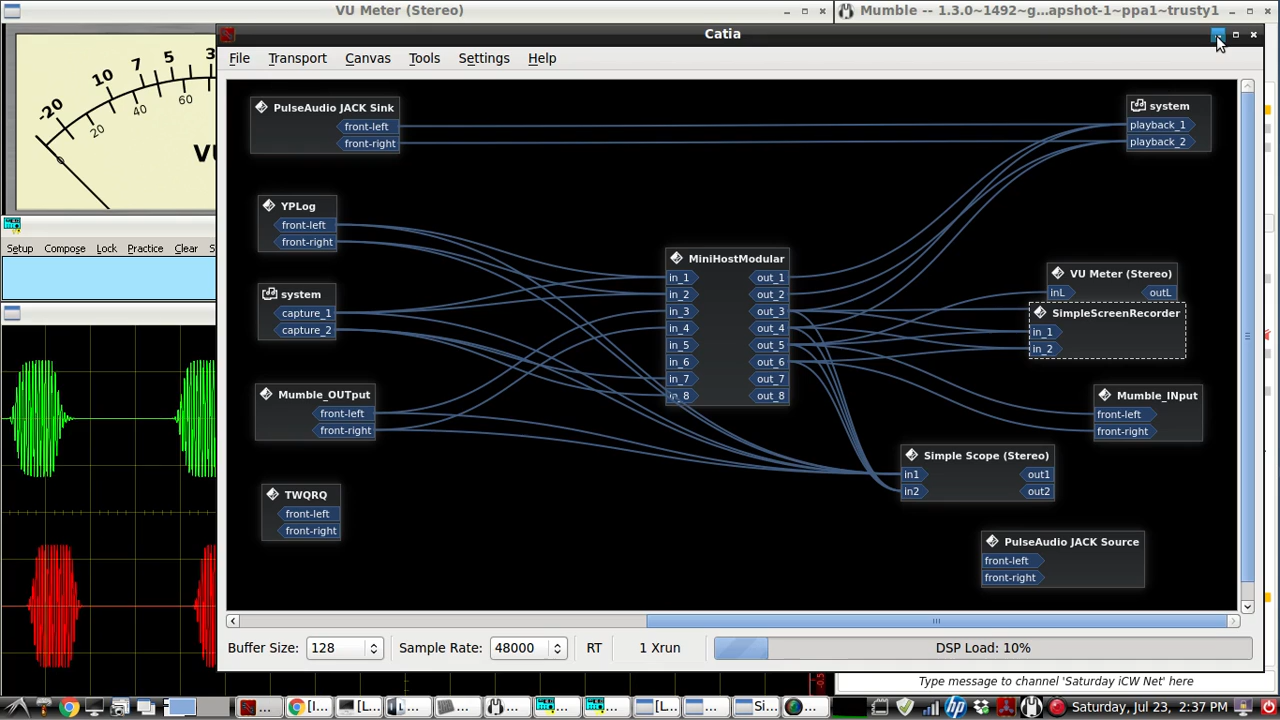 VU Meter (Stereo)
Mumble -- 1.3.0~1492~g...apshot-1~ppa1~trusty1
Catia
File Transport Canvas Tools Settings Help
-20 10 7 5 3
0 20 40 60
VU
Setup Compose Lock Practice Clear S
PulseAudio JACK Sink
front-left
front-right
system
playback_1
playback_2
YPLog
front-left
front-right
system
capture_1
capture_2
MiniHostModular
in_1 out_1
in_2 out_2
in_3 out_3
in_4 out_4
in_5 out_5
in_6 out_6
in_7 out_7
in_8 out_8
VU Meter (Stereo)
inL outL
SimpleScreenRecorder
in_1
in_2
Mumble_OUTput
front-left
front-right
Mumble_INput
front-left
front-right
Simple Scope (Stereo)
in1 out1
in2 out2
TWQRQ
front-left
front-right
PulseAudio JACK Source
front-left
front-right
Buffer Size: 128 Sample Rate: 48000 RT 1 Xrun DSP Load: 10%
-0.5
Type message to channel 'Saturday iCW Net' here
... [I... [L... L... ... ... ... ... [L... ... Si... ... Saturday, Jul 23, 2:37 PM